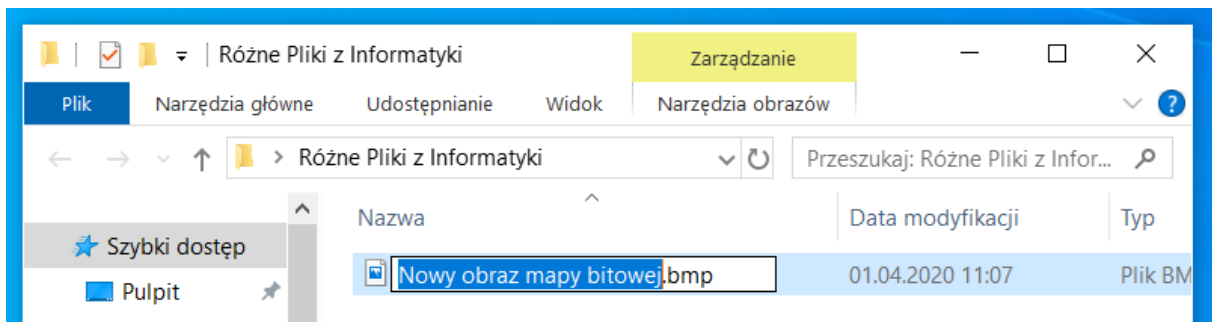 Różne Pliki z Informatyki
Zarządzanie
Plik Narzędzia główne Udostępnianie Widok Narzędzia obrazów
Różne Pliki z Informatyki Przeszukaj: Różne Pliki z Infor...
Nazwa Data modyfikacji Typ
Szybki dostęp
Nowy obraz mapy bitowej.bmp 01.04.2020 11:07 Plik BM
Pulpit